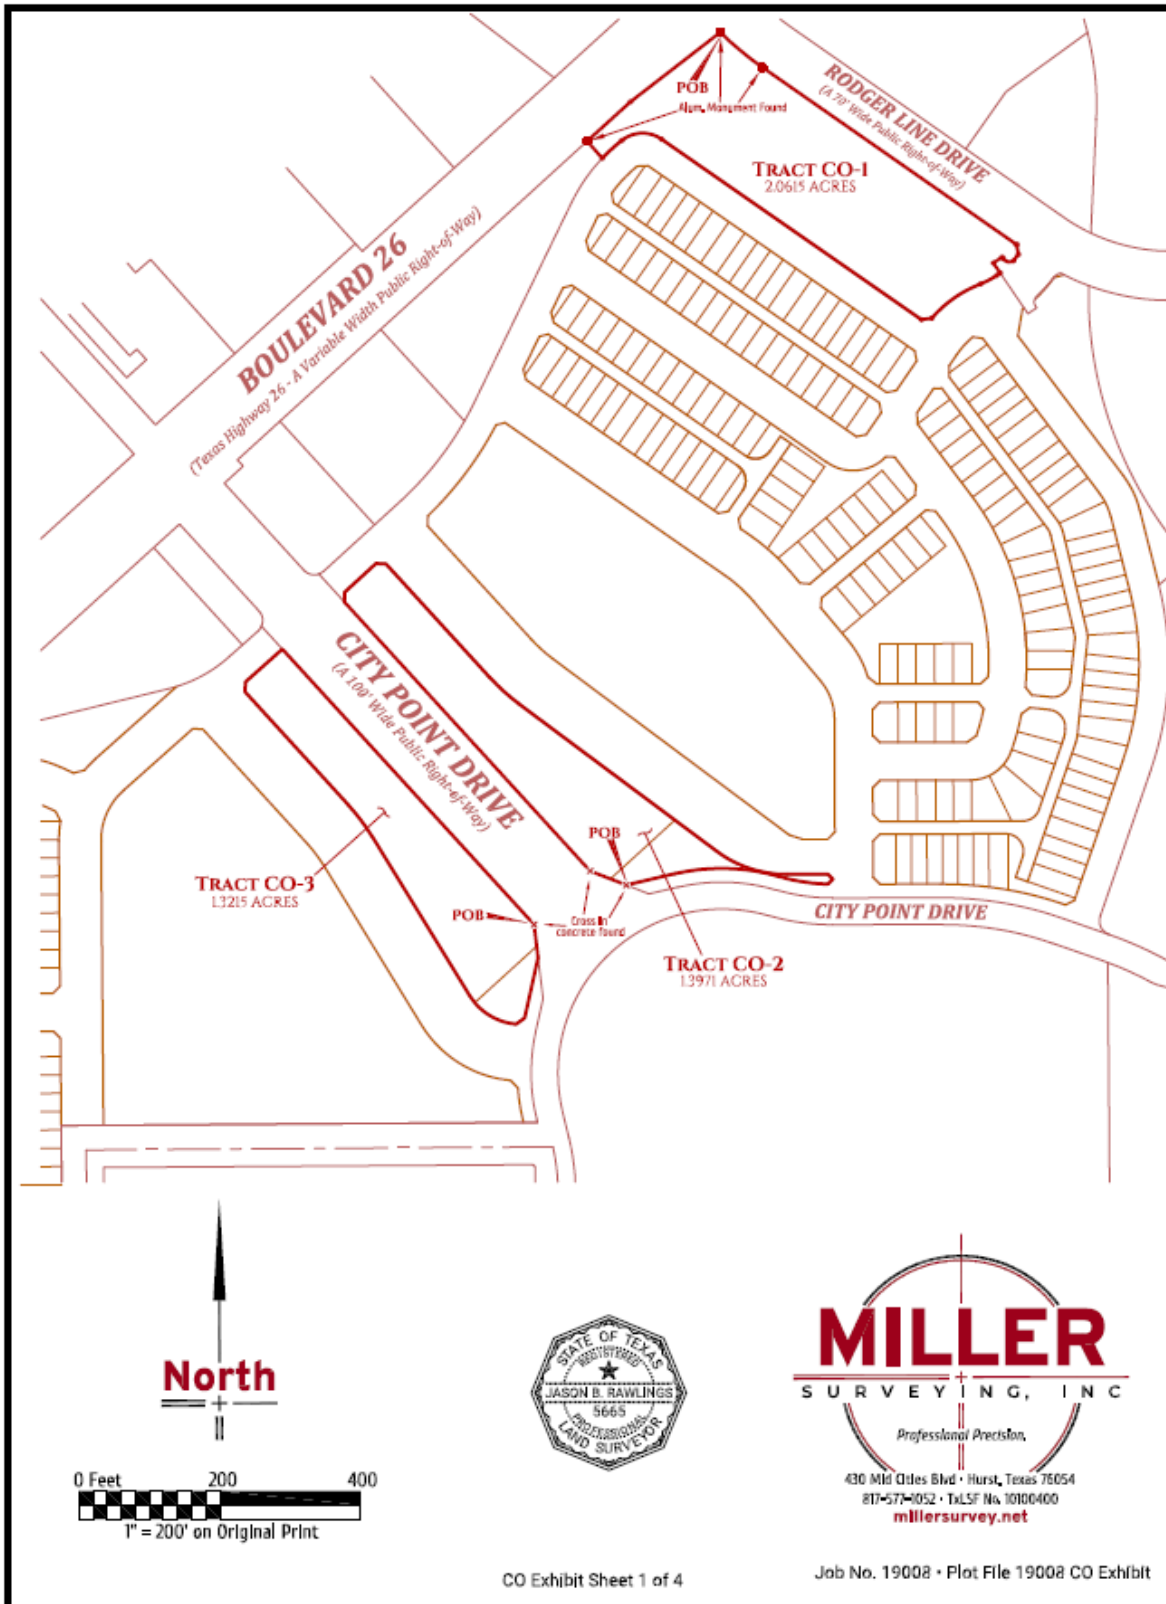 POB
Alum. Monument Found
RODGER LINE DRIVE
(A 70' Wide Public Right-of-Way)
TRACT CO-1
2.0615 ACRES
BOULEVARD 26
(Texas Highway 26 - A Variable Width Public Right-of-Way)
CITY POINT DRIVE
(A 100' Wide Public Right-of-Way)
POB
TRACT CO-3
1.3215 ACRES
POB
Cross in
concrete found
CITY POINT DRIVE
TRACT CO-2
1.3971 ACRES
North
0 Feet 200 400
1" = 200' on Original Print
STATE OF TEXAS
REGISTERED
JASON B. RAWLINGS
5665
PROFESSIONAL
LAND SURVEYOR
MILLER
SURVEYING, INC
Professional Precision.
430 Mid Cities Blvd • Hurst, Texas 76054
817-577-1052 • TxLSF No. 10100400
millersurvey.net
CO Exhibit Sheet 1 of 4
Job No. 19008 • Plot File 19008 CO Exhibit